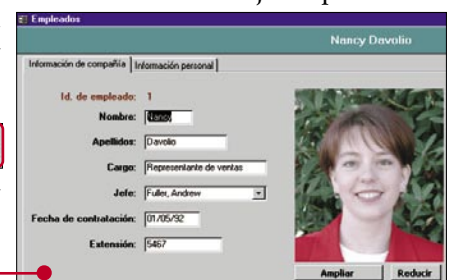 Empleados
Nancy Davolio
Información de compañía
Información personal
Id. de empleado: 1
Nombre: Nancy
Apellidos: Davolio
Cargo: Representante de ventas
Jefe: Fuller, Andrew
Fecha de contratación: 01/05/92
Extensión: 5467
Ampliar
Reducir